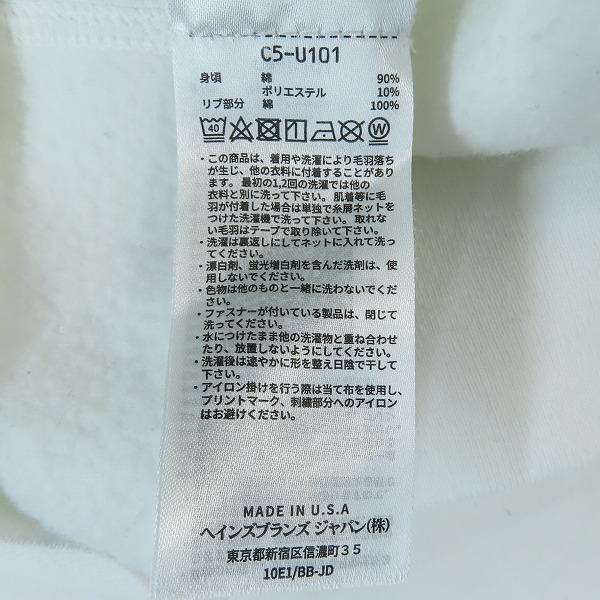 C5-U101
身頃 綿 90%
ポリエステル 10%
リブ部分 綿 100%
40 W
・この商品は、着用や洗濯により毛羽落ち
が生じ、他の衣料に付着することがあり
ます。最初の1,2回の洗濯では他の
衣料と別に洗って下さい。肌着等に毛
羽が付着した場合は単独で糸屑ネットを
つけた洗濯機で洗って下さい。取れな
い毛羽はテープで取り除いて下さい。
・洗濯は裏返しにしてネットに入れて洗っ
てください。
・漂白剤、蛍光増白剤を含んだ洗剤は、使
用しないでください。
・色物は他のものと一緒に洗わないでくだ
さい。
・ファスナーが付いている製品は、閉じて
洗ってください。
・水につけたまま他の洗濯物と重ね合わせ
たり、放置しないようにしてください。
・洗濯後は速やかに形を整え日陰で干して
下さい。
・アイロン掛けを行う際は当て布を使用し、
プリントマーク、刺繍部分へのアイロン
はお避けください。
MADE IN U.S.A
ヘインズブランズ ジャパン(株)
東京都新宿区信濃町35
10E1/BB-JD